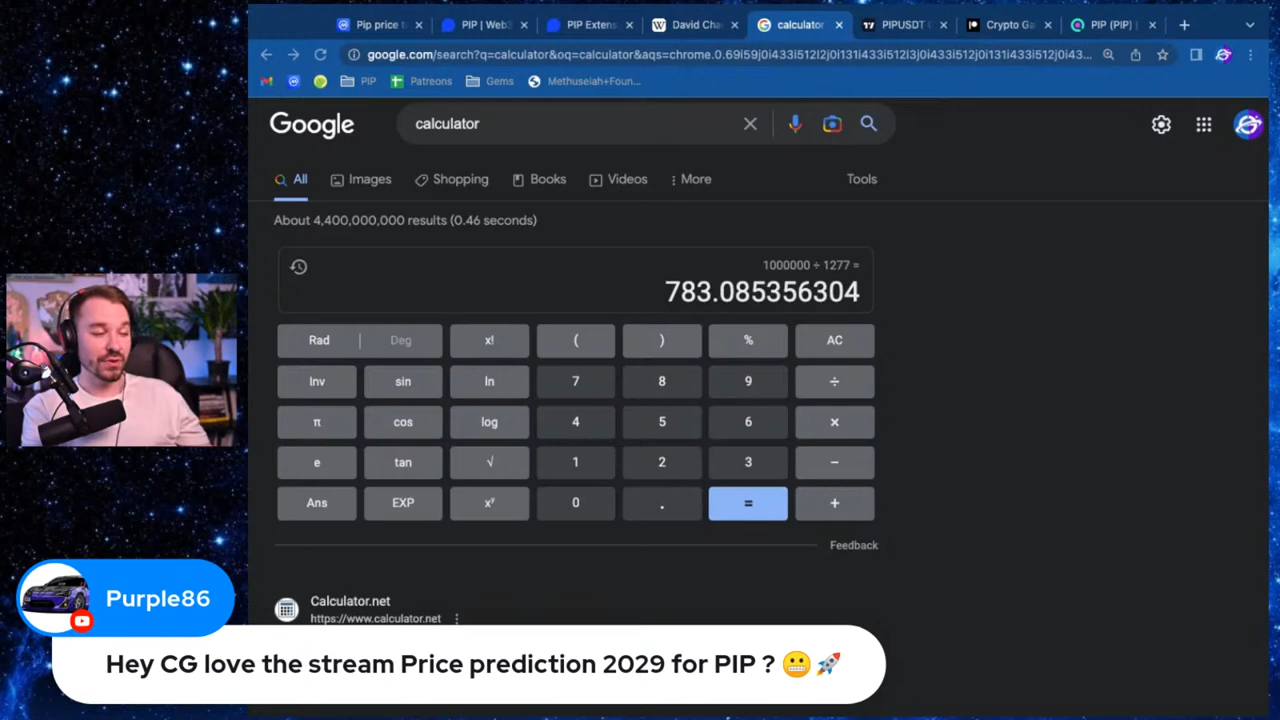 Pip price t
PIP | Web3
PIP Extens
David Cha
calculator
PIPUSDT
Crypto Ga
PIP (PIP) |
google.com/search?q=calculator&oq=calculator&aqs=chrome.0.69i59j0i433i512l2j0i131i433i512l3j0i433i512j0i43...
PIP
Patreons
Gems
Methuselah+Foun...
Google
calculator
All
Images
Shopping
Books
Videos
More
Tools
About 4,400,000,000 results (0.46 seconds)
1000000 ÷ 1277 =
783.085356304
Rad | Deg x! ( ) % AC
Inv sin ln 7 8 9 ÷
π cos log 4 5 6 ×
e tan √ 1 2 3 −
Ans EXP xʸ 0 . = +
Feedback
Calculator.net
https://www.calculator.net
Purple86
Hey CG love the stream Price prediction 2029 for PIP ? 😬 🚀